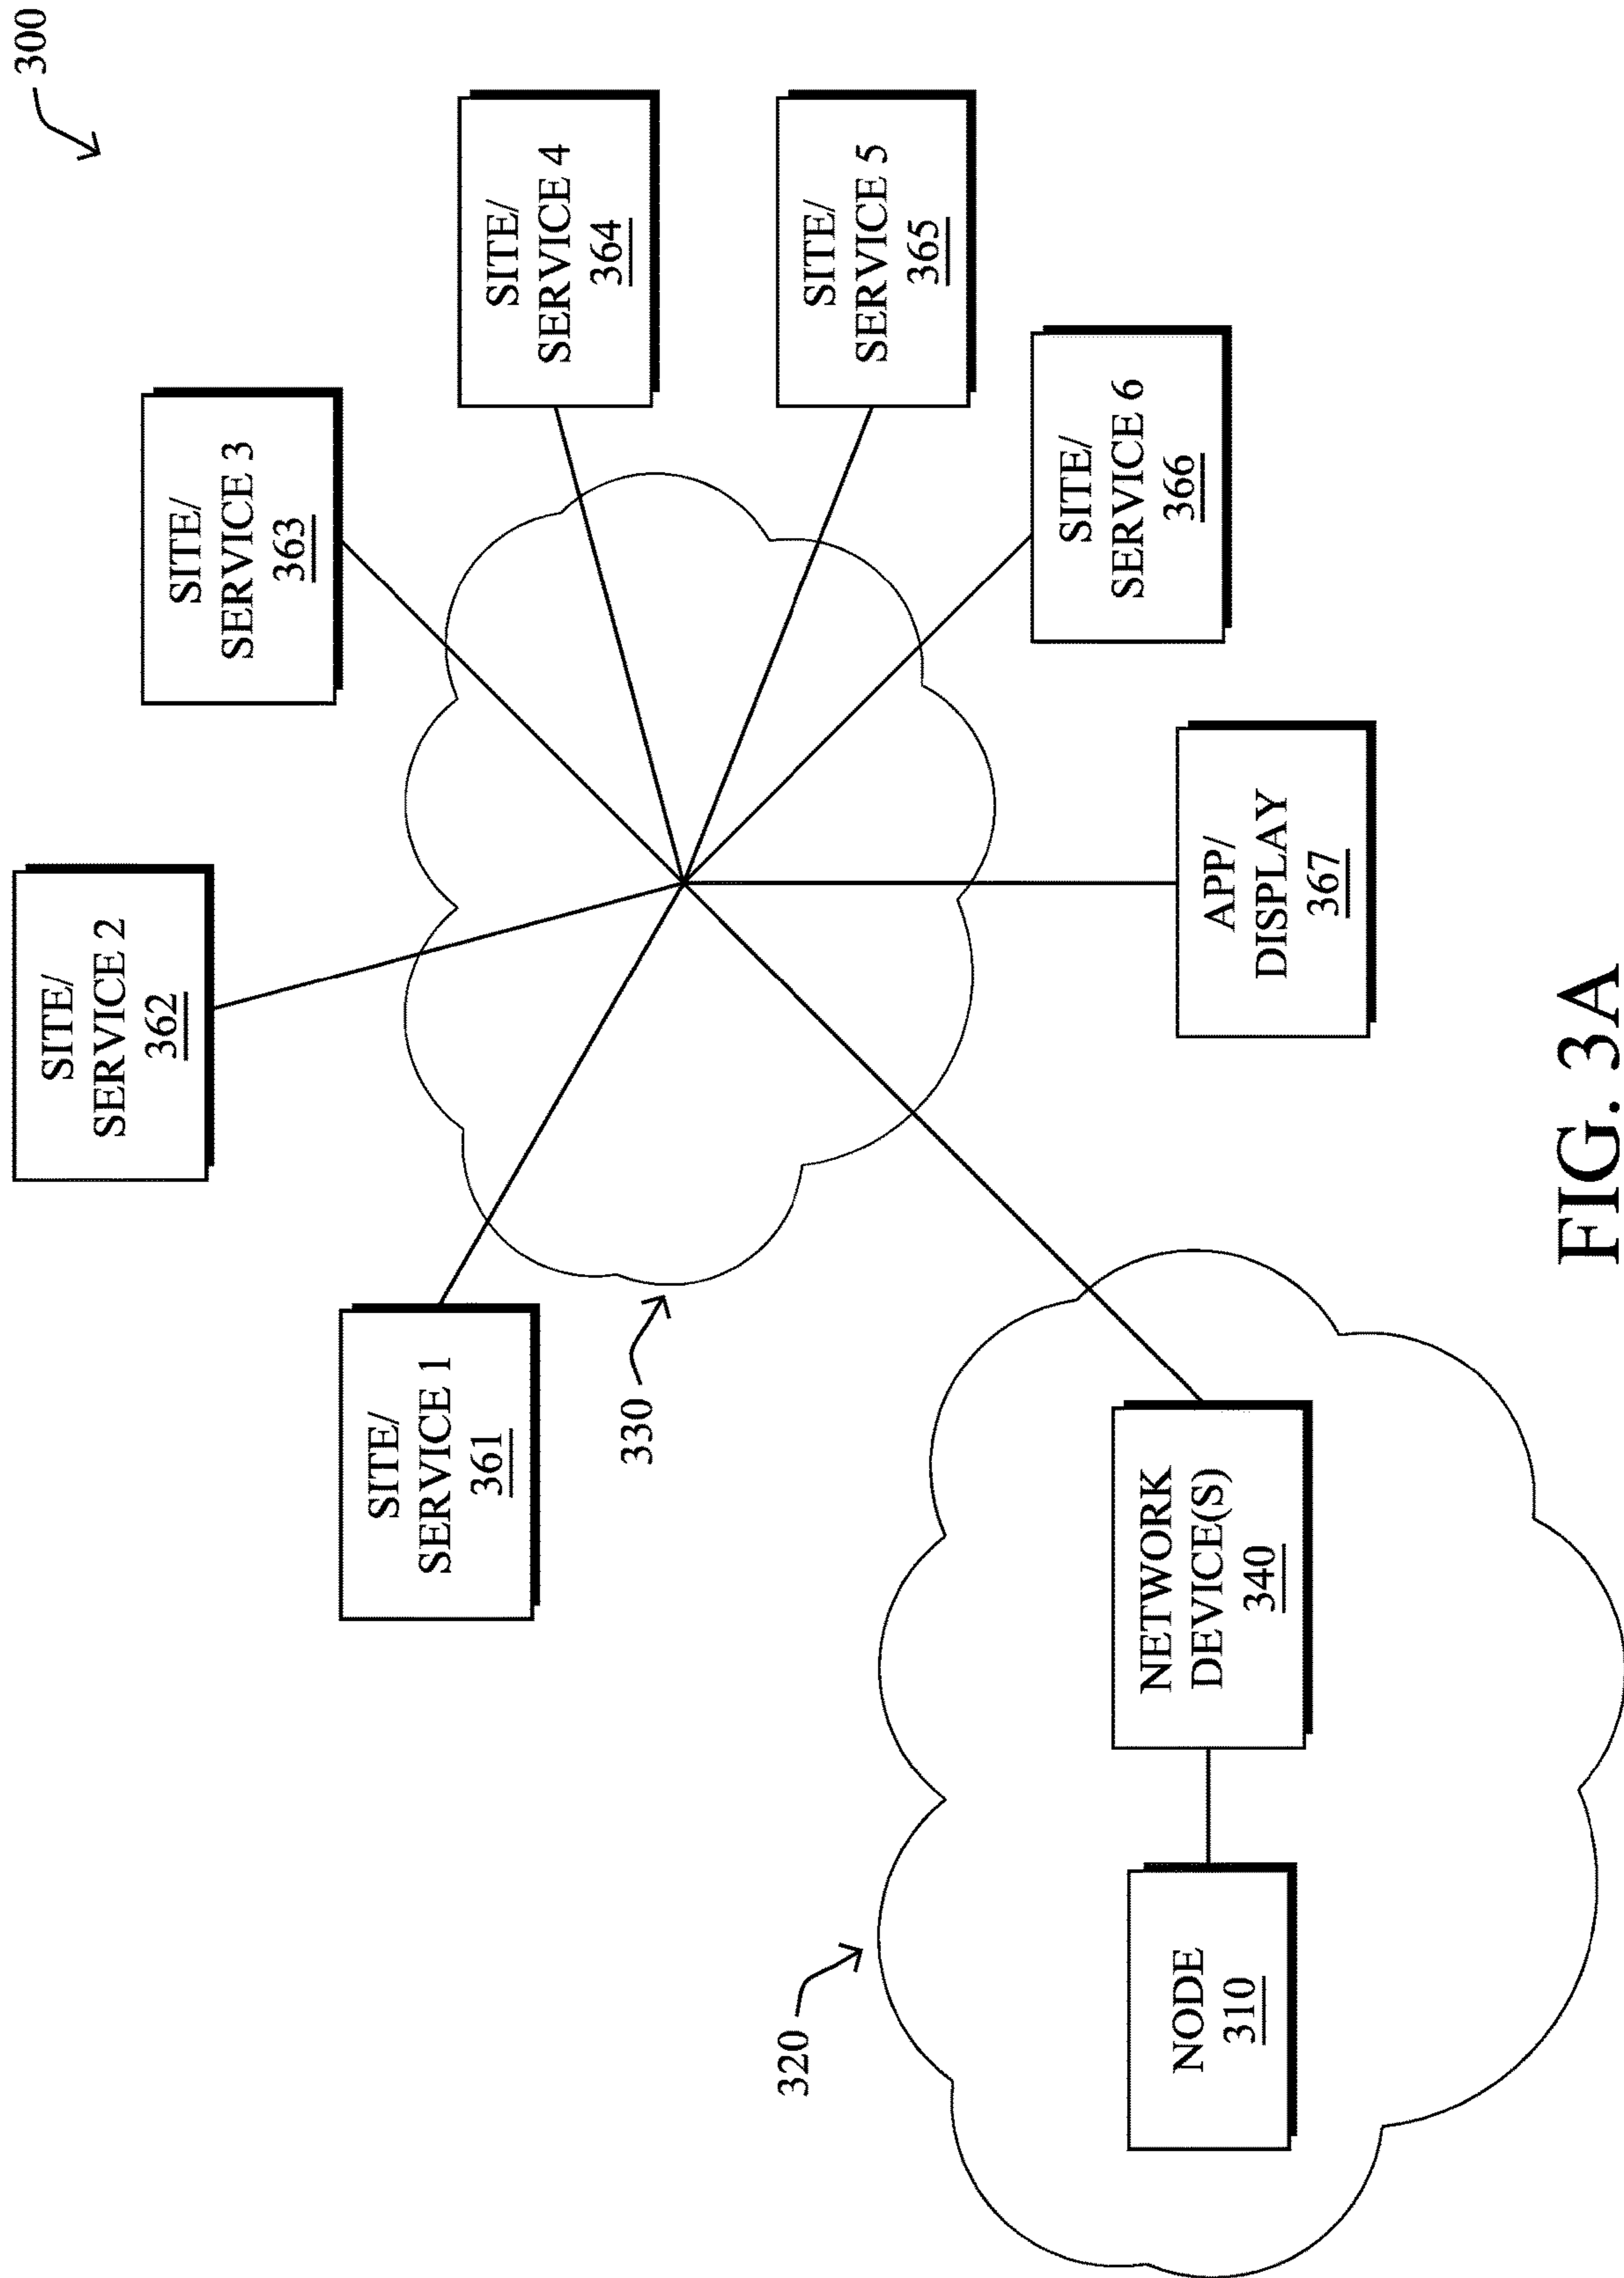 300
SITE/
SERVICE 1
361
SITE/
SERVICE 2
362
SITE/
SERVICE 3
363
SITE/
SERVICE 4
364
SITE/
SERVICE 5
365
SITE/
SERVICE 6
366
APP/
DISPLAY
367
330
320
NODE
310
NETWORK
DEVICE(S)
340
FIG. 3A